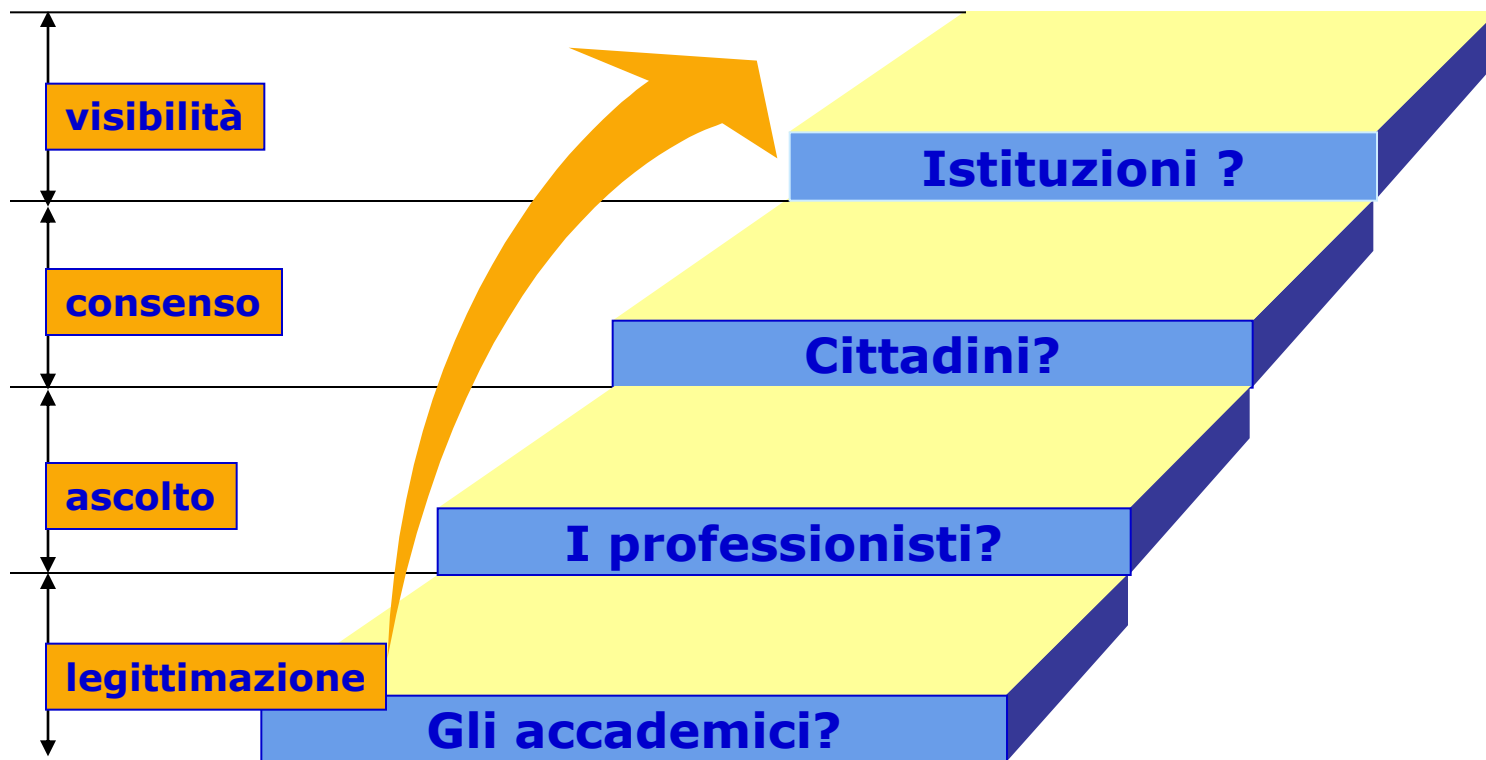 visibilità
Istituzioni ?
consenso
Cittadini?
ascolto
I professionisti?
legittimazione
Gli accademici?